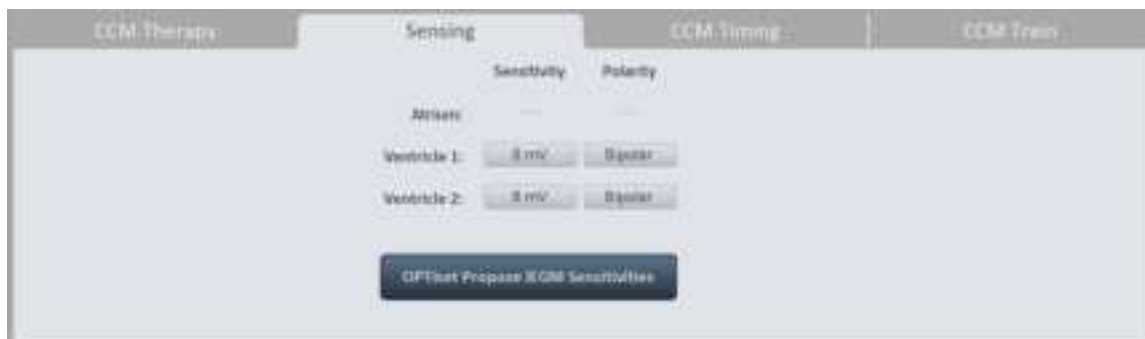 CCM Therapy Sensing CCM Timing CCM Train
Sensitivity Polarity
Atrium:
Ventricle 1: 8 mV Bipolar
Ventricle 2: 8 mV Bipolar
OPTIset Propose IEGM Sensitivities